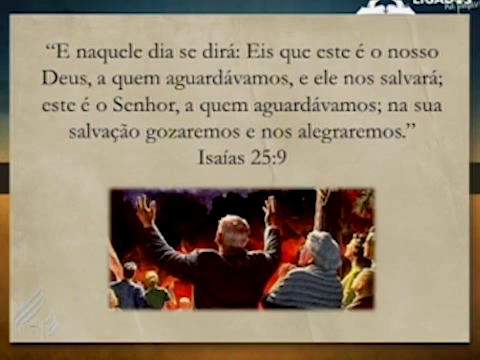 LIGADOS
“E naquele dia se dirá: Eis que este é o nosso
Deus, a quem aguardávamos, e ele nos salvará;
este é o Senhor, a quem aguardávamos; na sua
salvação gozaremos e nos alegraremos.”
Isaías 25:9